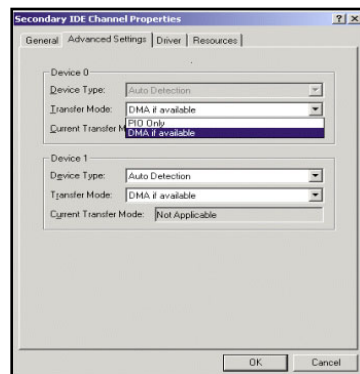 Secondary IDE Channel Properties
General Advanced Settings Driver Resources
Device 0
Device Type: Auto Detection
Transfer Mode: DMA if available
PIO Only
Current Transfer M DMA if available
Device 1
Device Type: Auto Detection
Transfer Mode: DMA if available
Current Transfer Mode: Not Applicable
OK Cancel